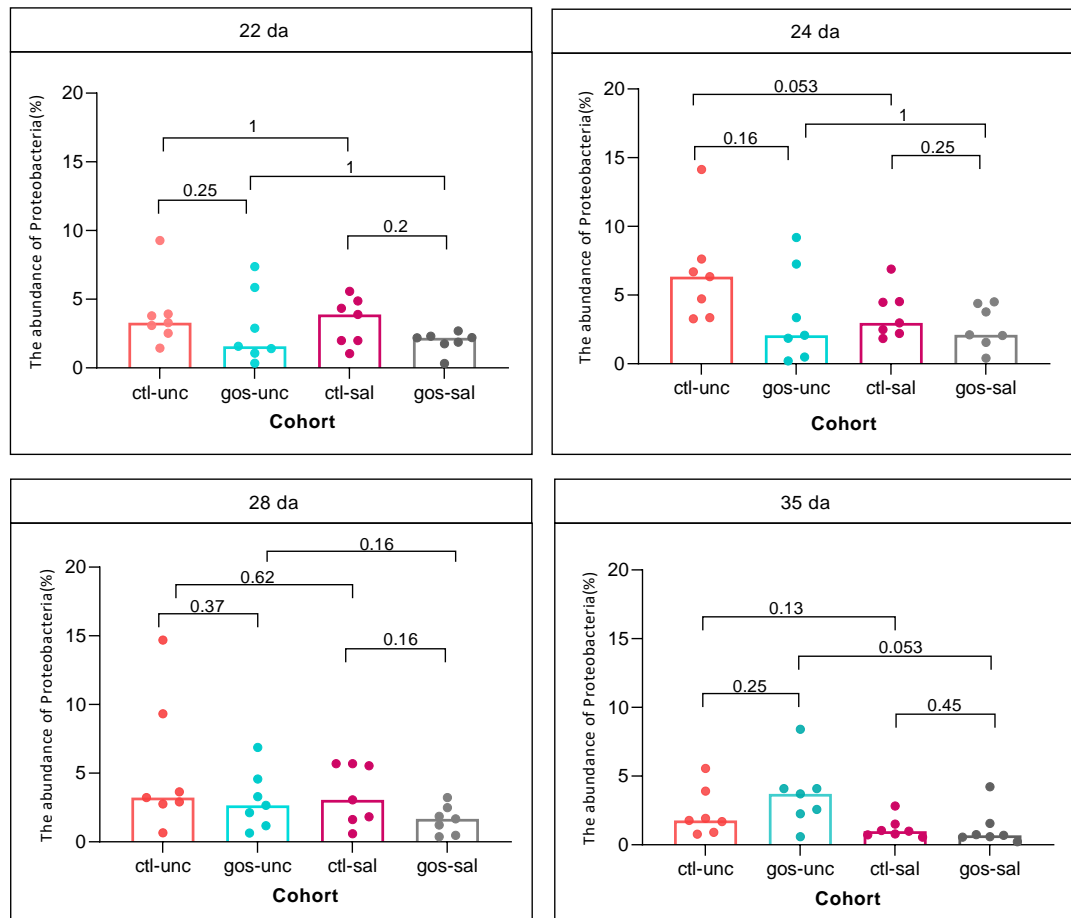 22 da
The abundance of Proteobacteria(%)
20
15
10
5
0
1
1
0.25
0.2
ctl-unc gos-unc ctl-sal gos-sal
Cohort
24 da
The abundance of Proteobacteria(%)
20
15
10
5
0
0.053
1
0.16
0.25
ctl-unc gos-unc ctl-sal gos-sal
Cohort
28 da
The abundance of Proteobacteria(%)
20
15
10
5
0
0.16
0.62
0.37
0.16
ctl-unc gos-unc ctl-sal gos-sal
Cohort
35 da
The abundance of Proteobacteria(%)
20
15
10
5
0
0.13
0.053
0.25
0.45
ctl-unc gos-unc ctl-sal gos-sal
Cohort